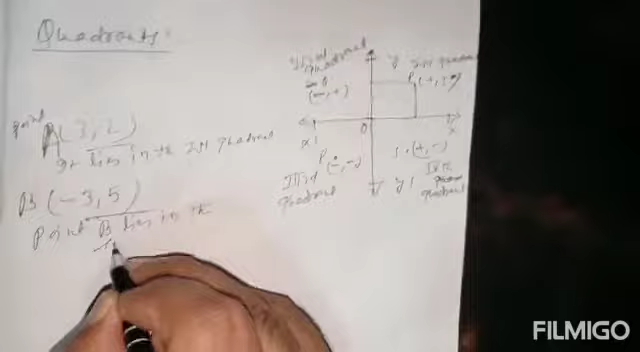 Quadrants:
Point
A(3, 2)
It lies in the Ist quadrant
B(-3, 5)
Point B lies in the
IInd quadrant
(-, +)
Y
Ist quadrant
P(+, +)
X'
O
X
P(-, -)
IIIrd quadrant
(+, -)
IVth
quadrant
Y'
FILMIGO